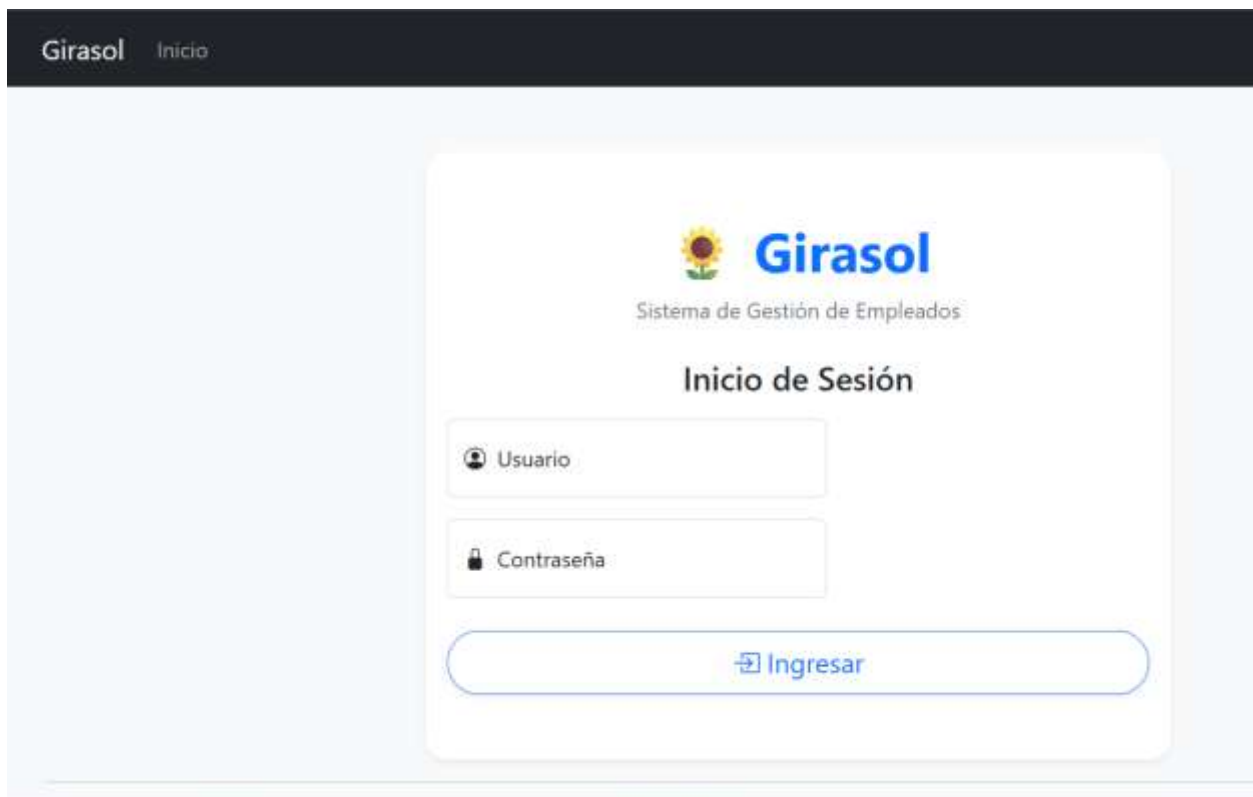 Girasol Inicio
Girasol
Sistema de Gestión de Empleados
Inicio de Sesión
Usuario
Contraseña
Ingresar